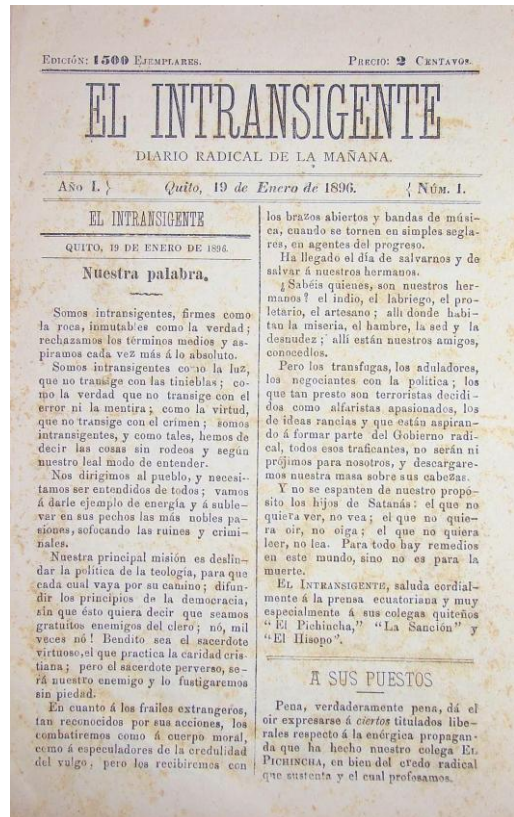 EDICIÓN: 1500 EJEMPLARES. PRECIO: 2 CENTAVOS.
EL INTRANSIGENTE
DIARIO RADICAL DE LA MAÑANA.
AÑO I. } Quito, 19 de Enero de 1896. { NÚM. 1.
EL INTRANSIGENTE
QUITO, 19 DE ENERO DE 1896.
Nuestra palabra.
Somos intransigentes, firmes como
la roca, inmutables como la verdad;
rechazamos los términos medios y as-
piramos cada vez más á lo absoluto.
Somos intransigentes como la luz,
que no transige con las tinieblas; co-
mo la verdad que no transige con el
error ni la mentira; como la virtud,
que no transige con el crimen; somos
intransigentes, y como tales, hemos de
decir las cosas sin rodeos y según
nuestro leal modo de entender.
Nos dirigimos al pueblo, y necesi-
tamos ser entendidos de todos; vamos
á darle ejemplo de energía y á suble-
var en sus pechos las más nobles pa-
siones, sofocando las ruines y crimi-
nales.
Nuestra principal misión es deslin-
dar la política de la teología, para que
cada cual vaya por su camino; difun-
dir los principios de la democracia,
sin que ésto quiera decir que seamos
gratuitos enemigos del clero; nó, mil
veces nó! Bendito sea el sacerdote
virtuoso, el que practica la caridad cris-
tiana; pero el sacerdote perverso, se-
rá nuestro enemigo y lo fustigaremos
sin piedad.
En cuanto á los frailes extrangeros,
tan reconocidos por sus acciones, los
combatiremos como á cuerpo moral,
como á especuladores de la credulidad
del vulgo, pero los recibiremos con
los brazos abiertos y bandas de músi-
ca, cuando se tornen en simples segla-
res, en agentes del progreso.
Ha llegado el día de salvarnos y de
salvar á nuestros hermanos.
¿Sabéis quienes, son nuestros her-
manos? el indio, el labriego, el pro-
letario, el artesano; alli donde habi-
tan la miseria, el hambre, la sed y la
desnudez; alli están nuestros amigos,
conocedlos.
Pero los transfugas, los aduladores,
los negociantes con la política; los
que tan presto son terroristas decidi-
dos como alfaristas apasionados, los
de ideas rancias y que están aspiran-
do á formar parte del Gobierno radi-
cal, todos esos traficantes, no serán ni
prójimos para nosotros, y descargare-
mos nuestra masa sobre sus cabezas.
Y no se espanten de nuestro propó-
sito los hijos de Satanás: el que no
quiera ver, no vea; el que no quie-
ra oir, no oiga; el que no quiera
leer, no lea. Para todo hay remedios
en este mundo, sino no es para la
muerte.
EL INTRANSIGENTE, saluda cordial-
mente á la prensa ecuatoriana y muy
especialmente á sus colegas quiteños
"El Pichincha," "La Sanción" y
"El Hisopo".
A SUS PUESTOS
Pena, verdaderamente pena, dá el
oir expresarse á ciertos titulados libe-
rales respecto á la enérgica propagan-
da que ha hecho nuestro colega EL
PICHINCHA, en bien del credo radical
que sustenta y el cual profesamos.